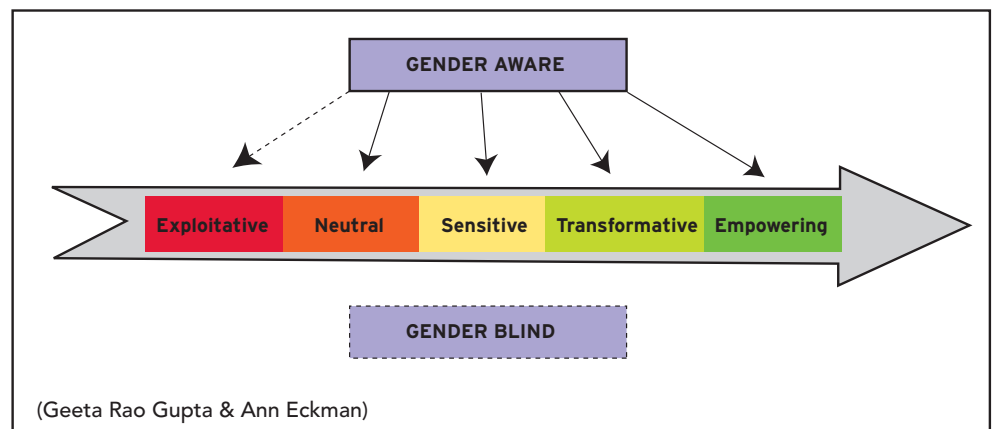 GENDER AWARE
Exploitative Neutral Sensitive Transformative Empowering
GENDER BLIND
(Geeta Rao Gupta & Ann Eckman)